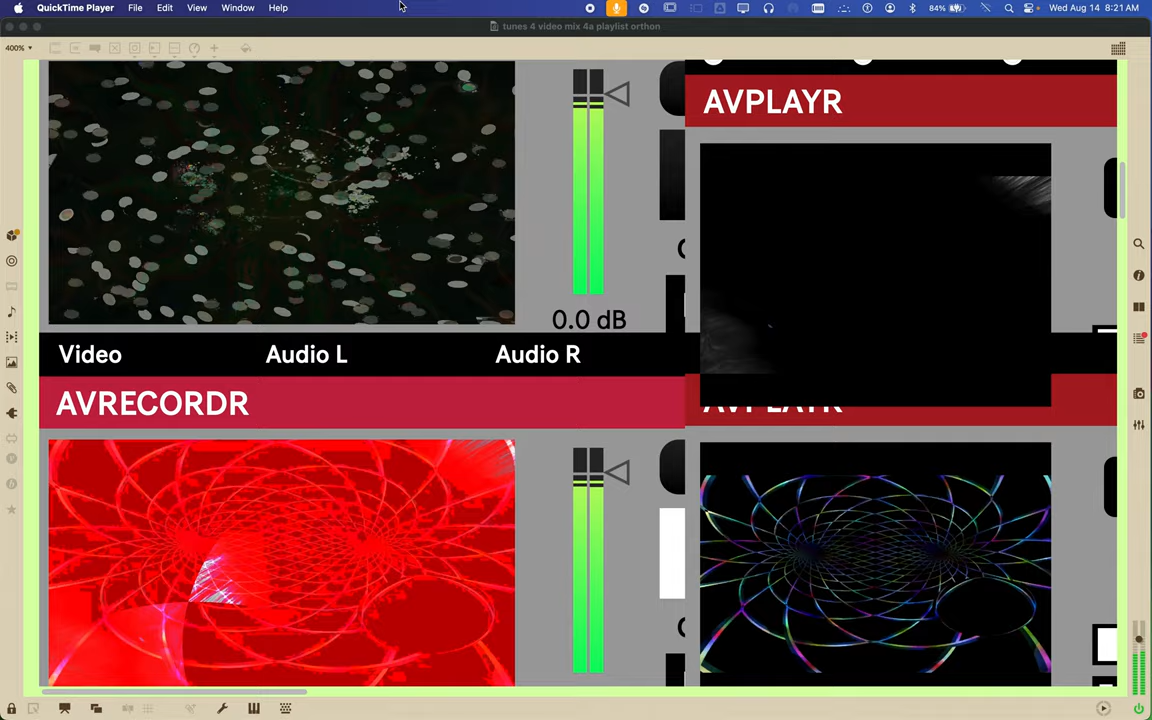 QuickTime Player File Edit View Window Help 84% Wed Aug 14 8:21 AM
tunes 4 video mix 4a playlist orthon
400%
AVPLAYR
0.0 dB
Video Audio L Audio R
AVRECORDR